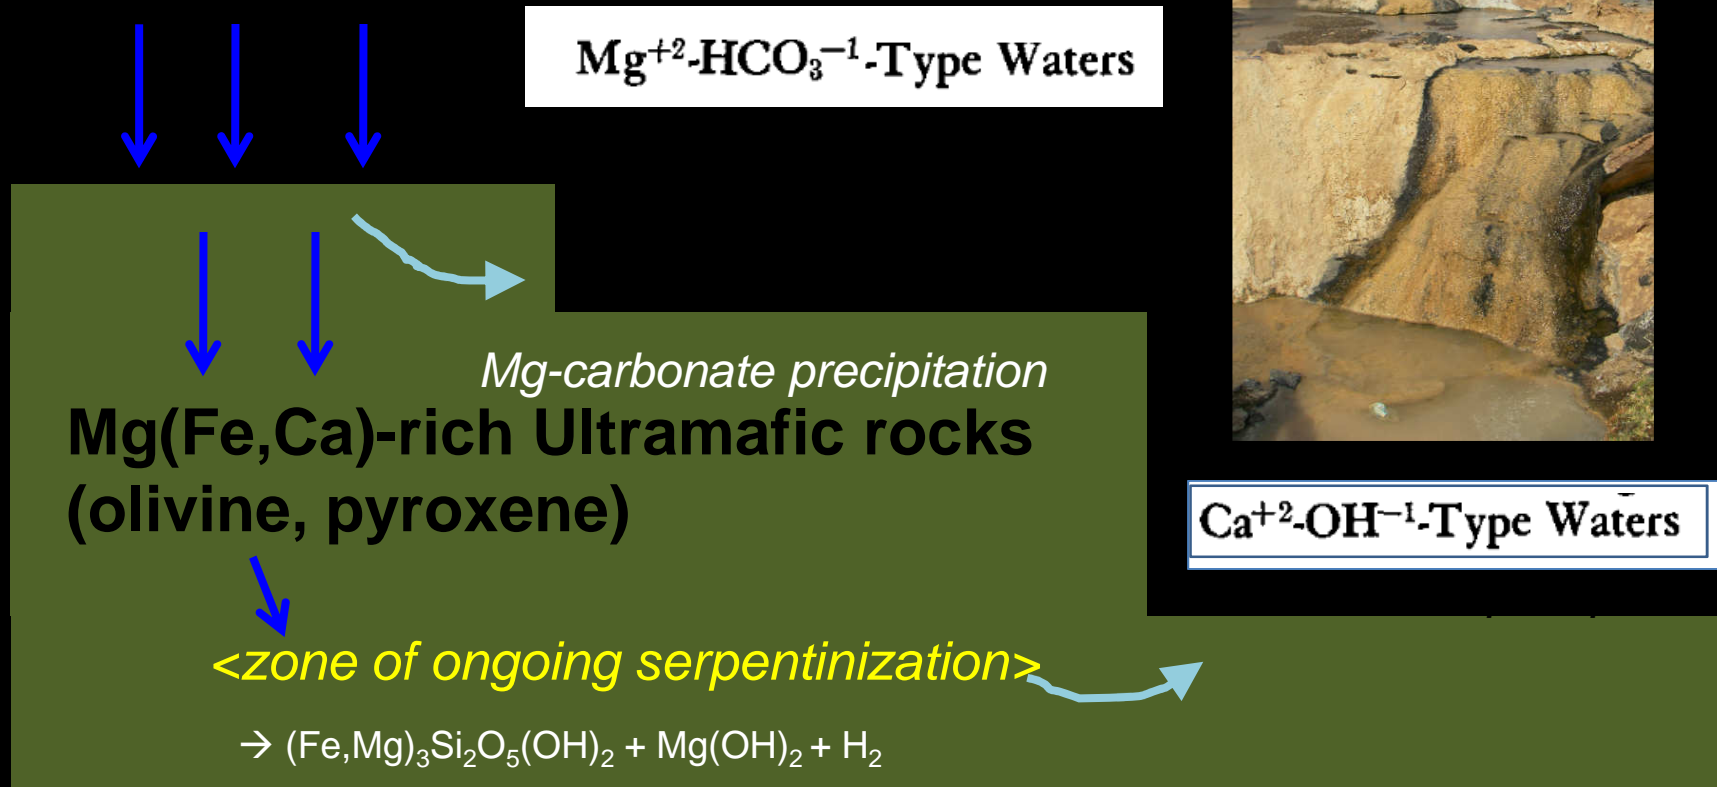 Mg⁺²-HCO₃⁻¹-Type Waters
Mg-carbonate precipitation
Mg(Fe,Ca)-rich Ultramafic rocks
(olivine, pyroxene)
Ca⁺²-OH⁻¹-Type Waters
<zone of ongoing serpentinization>
→ (Fe,Mg)₃Si₂O₅(OH)₂ + Mg(OH)₂ + H₂